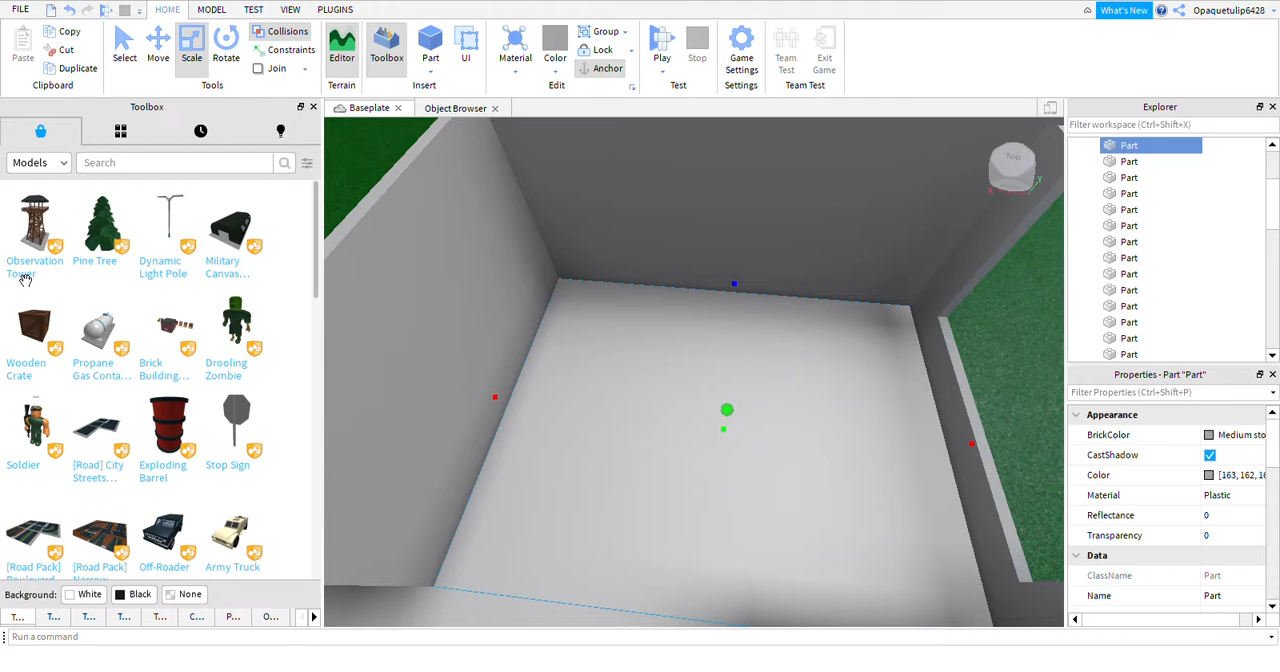 FILE HOME MODEL TEST VIEW PLUGINS What's New Opaquetulip6428
Paste Copy Cut Duplicate Select Move Scale Rotate Collisions Constraints Join Editor Toolbox Part UI Material Color Group Lock Anchor Play Stop Game Settings Team Test Exit Game
Clipboard Tools Terrain Insert Edit Test Settings Team Test
Toolbox
Baseplate Object Browser
Explorer
Filter workspace (Ctrl+Shift+X)
Models Search
Top
x y
Observation Tower
Pine Tree
Dynamic Light Pole
Military Canvas...
Wooden Crate
Propane Gas Conta...
Brick Building...
Drooling Zombie
Soldier
[Road] City Streets...
Exploding Barrel
Stop Sign
[Road Pack]
[Road Pack]
Off-Roader
Army Truck
Background: White Black None
T... T... T... T... T... C... P... O...
Run a command
Part
Part
Part
Part
Part
Part
Part
Part
Part
Part
Part
Part
Part
Part
Properties - Part "Part"
Filter Properties (Ctrl+Shift+P)
Appearance
BrickColor Medium sto
CastShadow
Color [163, 162, 16
Material Plastic
Reflectance 0
Transparency 0
Data
ClassName Part
Name Part